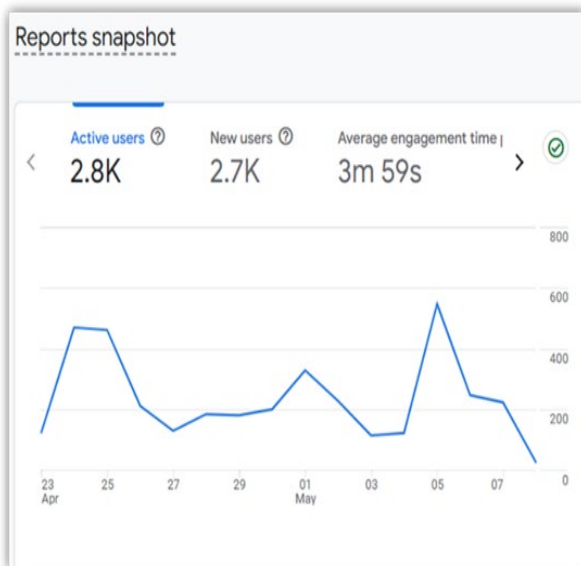 Reports snapshot
Active users New users Average engagement time
2.8K 2.7K 3m 59s
800
600
400
200
0
23 25 27 29 01 03 05 07
Apr May